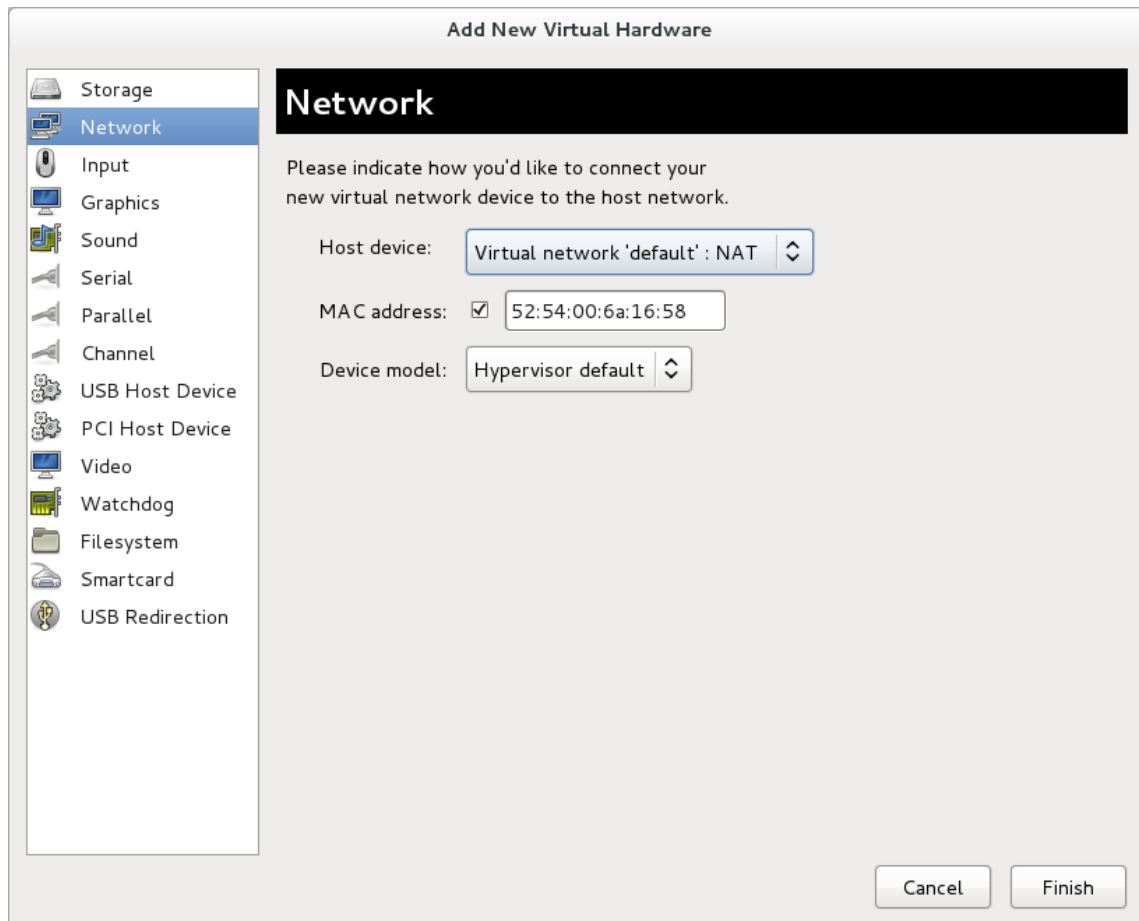 Add New Virtual Hardware
Storage
Network
Input
Graphics
Sound
Serial
Parallel
Channel
USB Host Device
PCI Host Device
Video
Watchdog
Filesystem
Smartcard
USB Redirection
Network
Please indicate how you'd like to connect your
new virtual network device to the host network.
Host device: Virtual network 'default' : NAT
MAC address: 52:54:00:6a:16:58
Device model: Hypervisor default
Cancel Finish